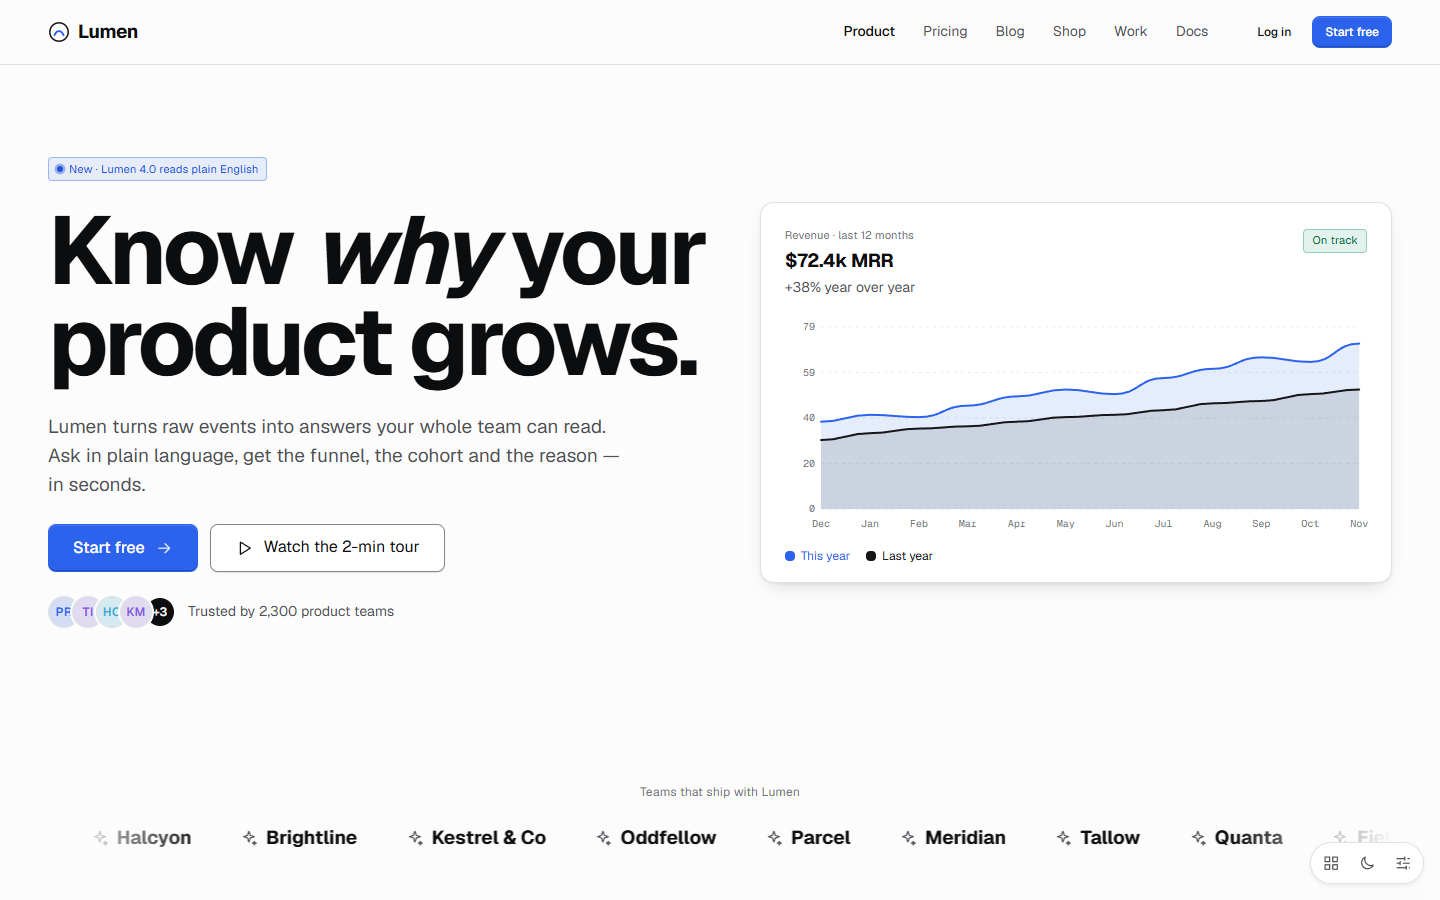 Lumen
Product
Pricing
Blog
Shop
Work
Docs
Log in
Start free
New · Lumen 4.0 reads plain English
Know why your
product grows.
Lumen turns raw events into answers your whole team can read.
Ask in plain language, get the funnel, the cohort and the reason —
in seconds.
Start free
Watch the 2-min tour
KM
+3
Trusted by 2,300 product teams
Revenue · last 12 months
$72.4k MRR
+38% year over year
On track
79
59
40
20
0
Dec Jan Feb Mar Apr May Jun Jul Aug Sep Oct Nov
This year
Last year
Teams that ship with Lumen
Halcyon
Brightline
Kestrel & Co
Oddfellow
Parcel
Meridian
Tallow
Quanta